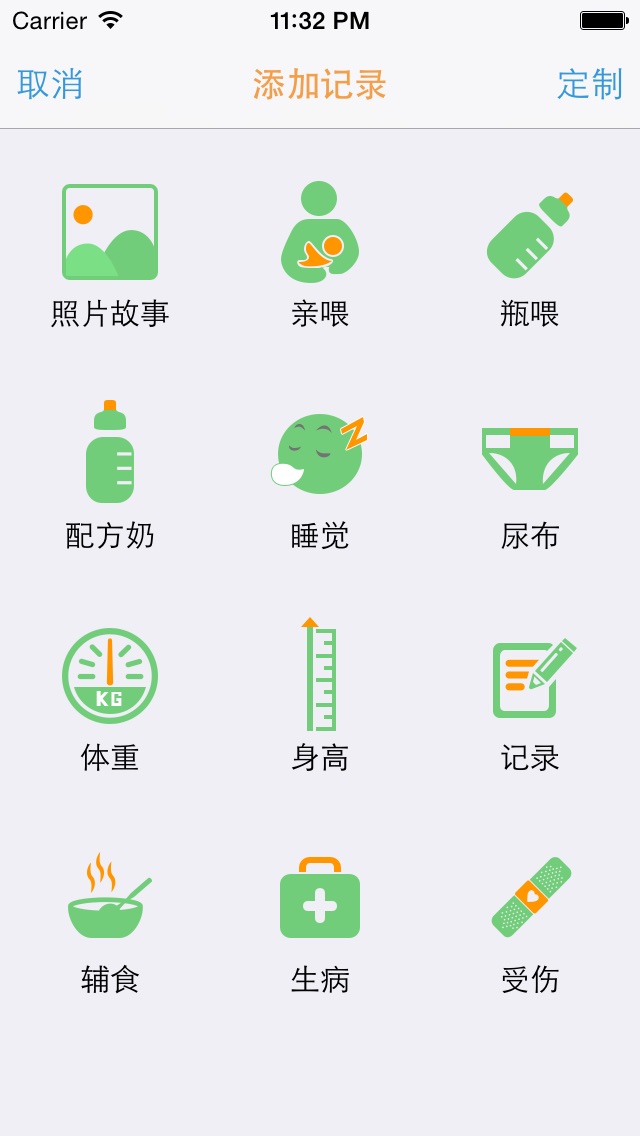 Carrier 11:32 PM
取消 添加记录 定制
照片故事 亲喂 瓶喂
配方奶 睡觉 尿布
KG
体重 身高 记录
辅食 生病 受伤